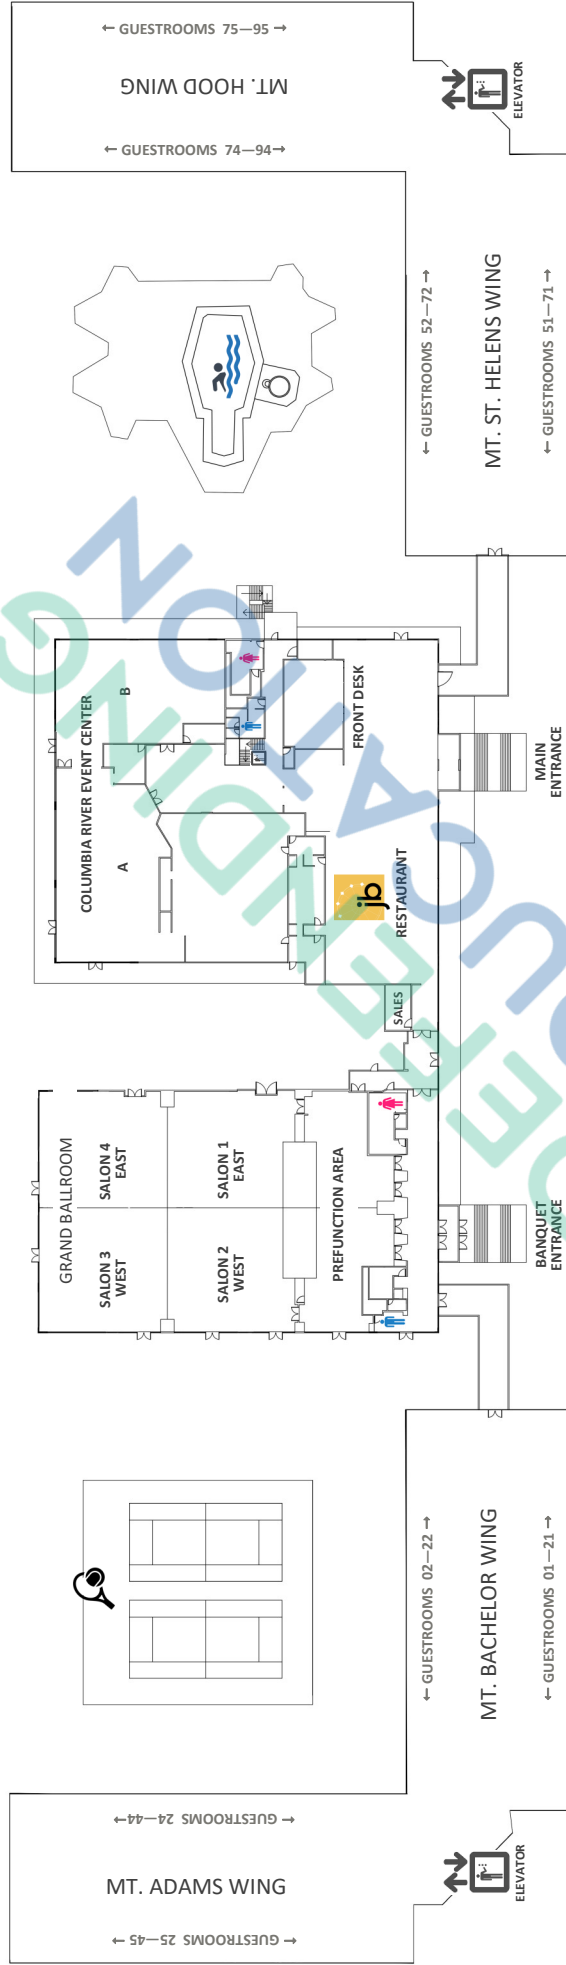 MT. ADAMS WING
← GUESTROOMS 25—45 →
← GUESTROOMS 24—44→
ELEVATOR
← GUESTROOMS 02—22 →
MT. BACHELOR WING
← GUESTROOMS 01—21 →
GRAND BALLROOM
SALON 3
WEST
SALON 4
EAST
SALON 2
WEST
SALON 1
EAST
PREFUNCTION AREA
BANQUET
ENTRANCE
SALES
COLUMBIA RIVER EVENT CENTER
A
B
jb
RESTAURANT
FRONT DESK
MAIN
ENTRANCE
← GUESTROOMS 52—72 →
MT. ST. HELENS WING
← GUESTROOMS 51—71 →
← GUESTROOMS 75—95 →
MT. HOOD WING
← GUESTROOMS 74—94→
ELEVATOR
EFENDING
UCATION